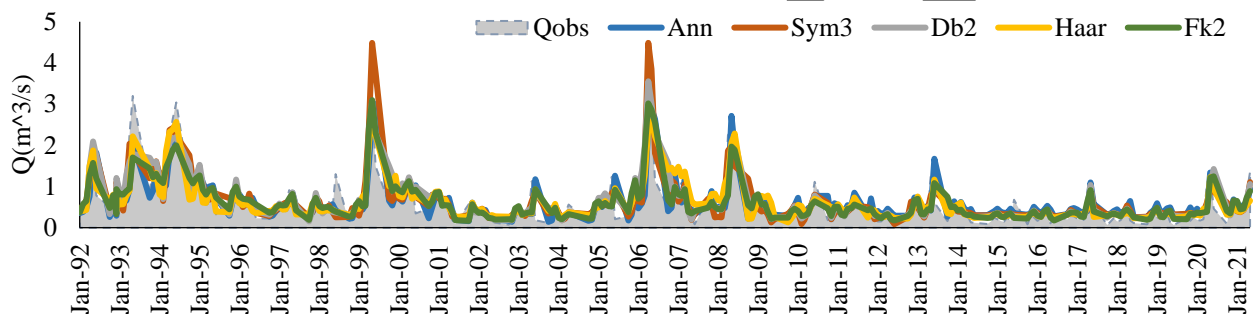 Qobs Ann Sym3 Db2 Haar Fk2
Q(m^3/s)
5
4
3
2
1
0
Jan-92
Jan-93
Jan-94
Jan-95
Jan-96
Jan-97
Jan-98
Jan-99
Jan-00
Jan-01
Jan-02
Jan-03
Jan-04
Jan-05
Jan-06
Jan-07
Jan-08
Jan-09
Jan-10
Jan-11
Jan-12
Jan-13
Jan-14
Jan-15
Jan-16
Jan-17
Jan-18
Jan-19
Jan-20
Jan-21